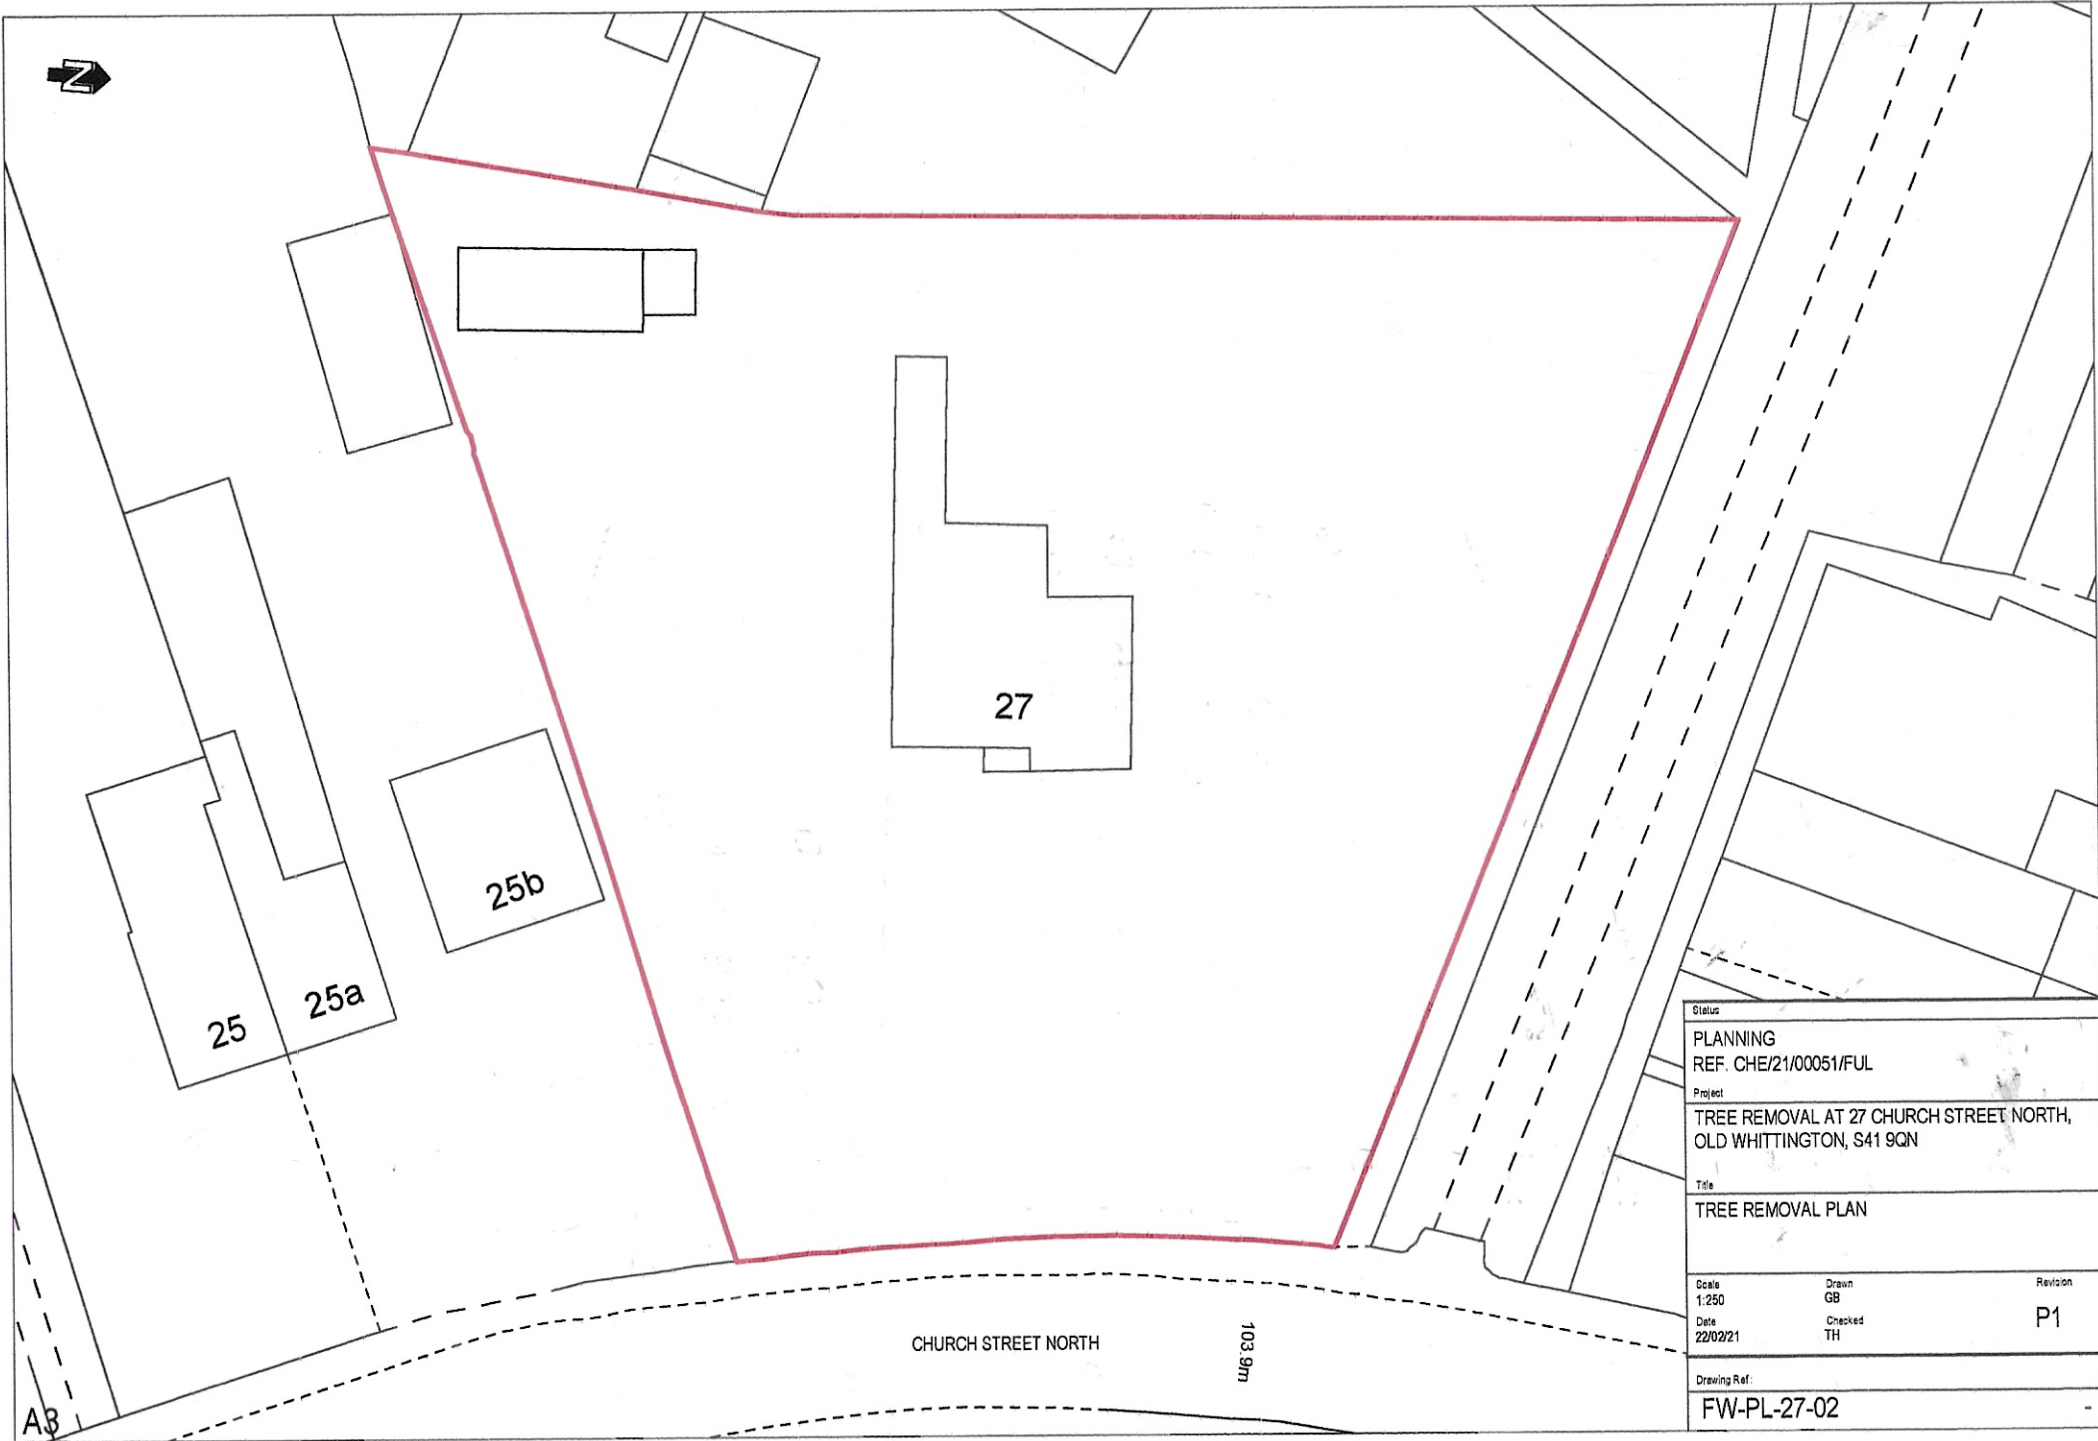 N
27
25b
25a
25
CHURCH STREET NORTH
103.9m
A3
Status
PLANNING
REF. CHE/21/00051/FUL
Project
TREE REMOVAL AT 27 CHURCH STREET NORTH,
OLD WHITTINGTON, S41 9QN
Title
TREE REMOVAL PLAN
Scale Drawn Revision
1:250 GB
P1
Date Checked
22/02/21 TH
Drawing Ref:
FW-PL-27-02 -